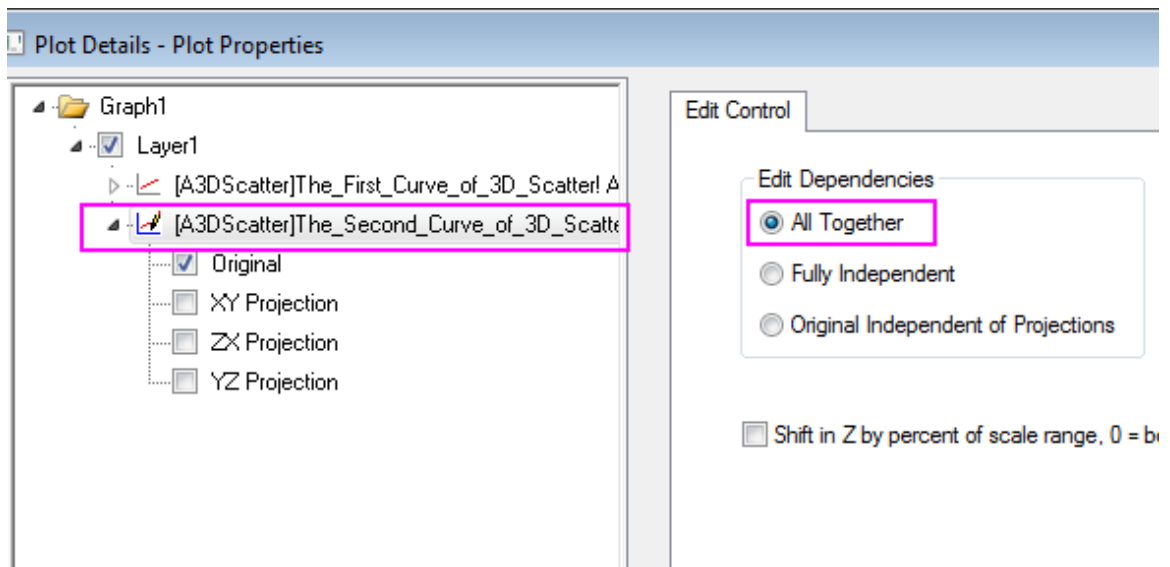 Plot Details - Plot Properties
Graph1
Layer1
[A3DScatter]The_First_Curve_of_3D_Scatter! A
[A3DScatter]The_Second_Curve_of_3D_Scatte
Original
XY Projection
ZX Projection
YZ Projection
Edit Control
Edit Dependencies
All Together
Fully Independent
Original Independent of Projections
Shift in Z by percent of scale range, 0 = b